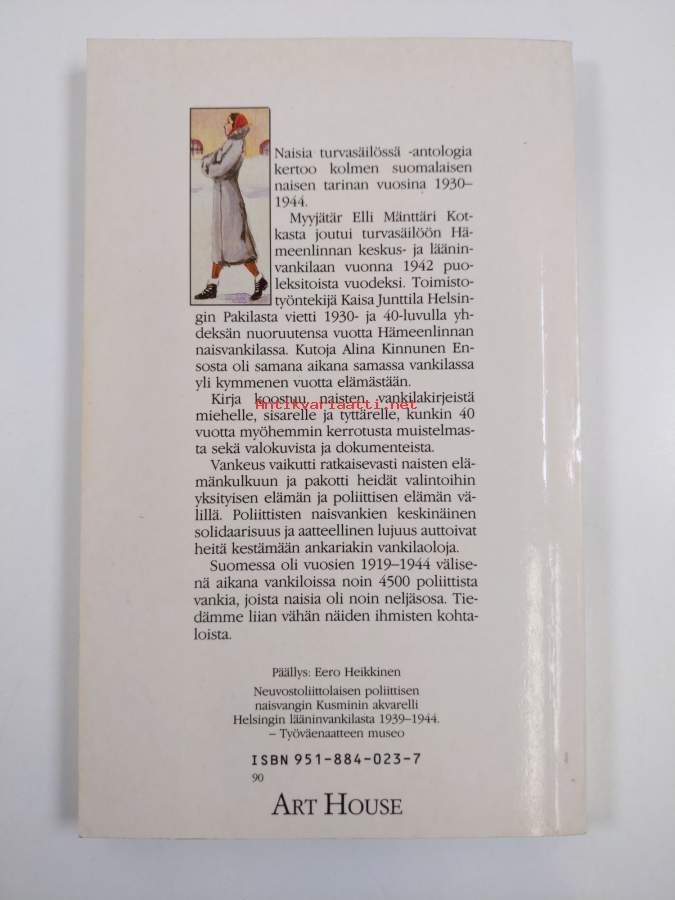 Naisia turvasäilössä -antologia
kertoo kolmen suomalaisen
naisen tarinan vuosina 1930–
1944.
Myyjätär Elli Mänttäri Kot-
kasta joutui turvasäilöön Hä-
meenlinnan keskus- ja läänin-
vankilaan vuonna 1942 puo-
leksitoista vuodeksi. Toimisto-
työntekijä Kaisa Junttila Helsin-
gin Pakilasta vietti 1930- ja 40-luvulla yh-
deksän nuoruutensa vuotta Hämeenlinnan
naisvankilassa. Kutoja Alina Kinnunen En-
sosta oli samana aikana samassa vankilassa
yli kymmenen vuotta elämästään.
Kirja koostuu naisten vankilakirjeistä
Antikvariaatti.net
miehelle, sisarelle ja tyttärelle, kunkin 40
vuotta myöhemmin kerrotusta muistelmas-
ta sekä valokuvista ja dokumenteista.
Vankeus vaikutti ratkaisevasti naisten elä-
mänkulkuun ja pakotti heidät valintoihin
yksityisen elämän ja poliittisen elämän vä-
lillä. Poliittisten naisvankien keskinäinen
solidaarisuus ja aatteellinen lujuus auttoivat
heitä kestämään ankariakin vankilaoloja.
Suomessa oli vuosien 1919–1944 välise-
nä aikana vankiloissa noin 4500 poliittista
vankia, joista naisia oli noin neljäsosa. Tie-
dämme liian vähän näiden ihmisten kohta-
loista.
Päällys: Eero Heikkinen
Neuvostoliittolaisen poliittisen
naisvangin Kusminin akvarelli
Helsingin lääninvankilasta 1939–1944.
– Työväenaatteen museo
ISBN 951-884-023-7
90
ART HOUSE